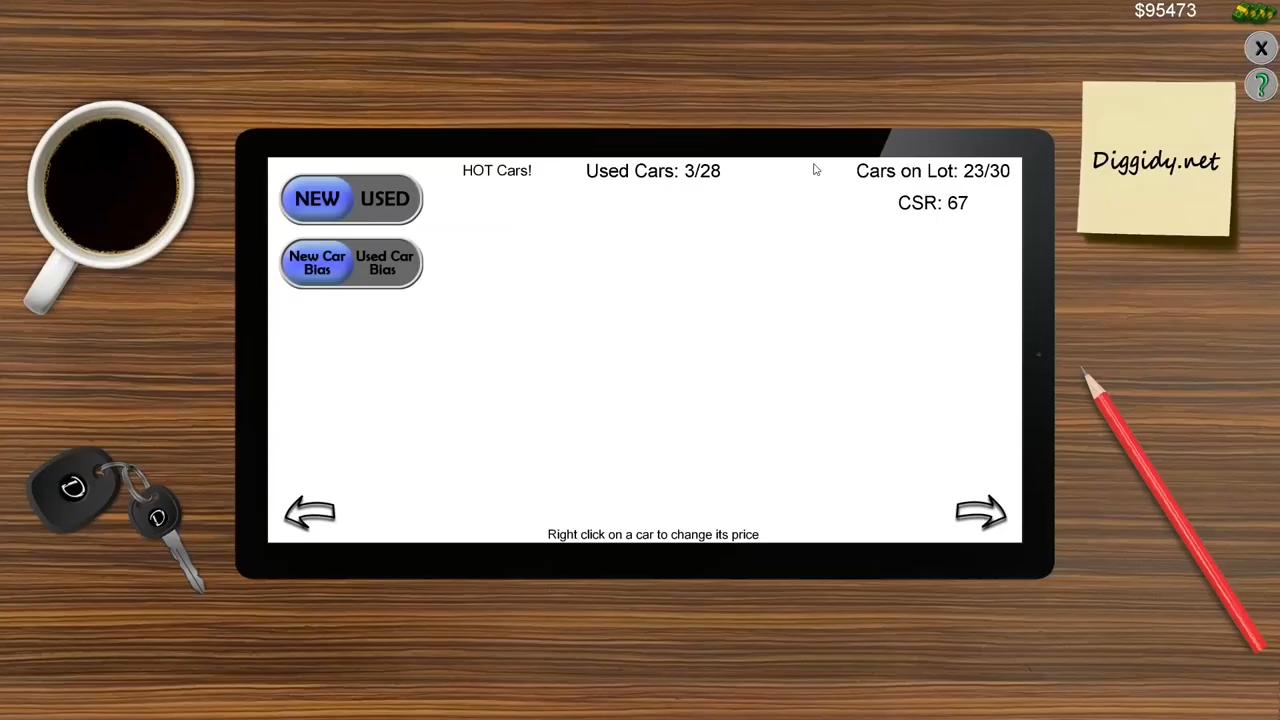 $95473
X
?
Diggidy.net
HOT Cars!
Used Cars: 3/28
Cars on Lot: 23/30
CSR: 67
NEW USED
New Car Bias
Used Car Bias
D
D
Right click on a car to change its price